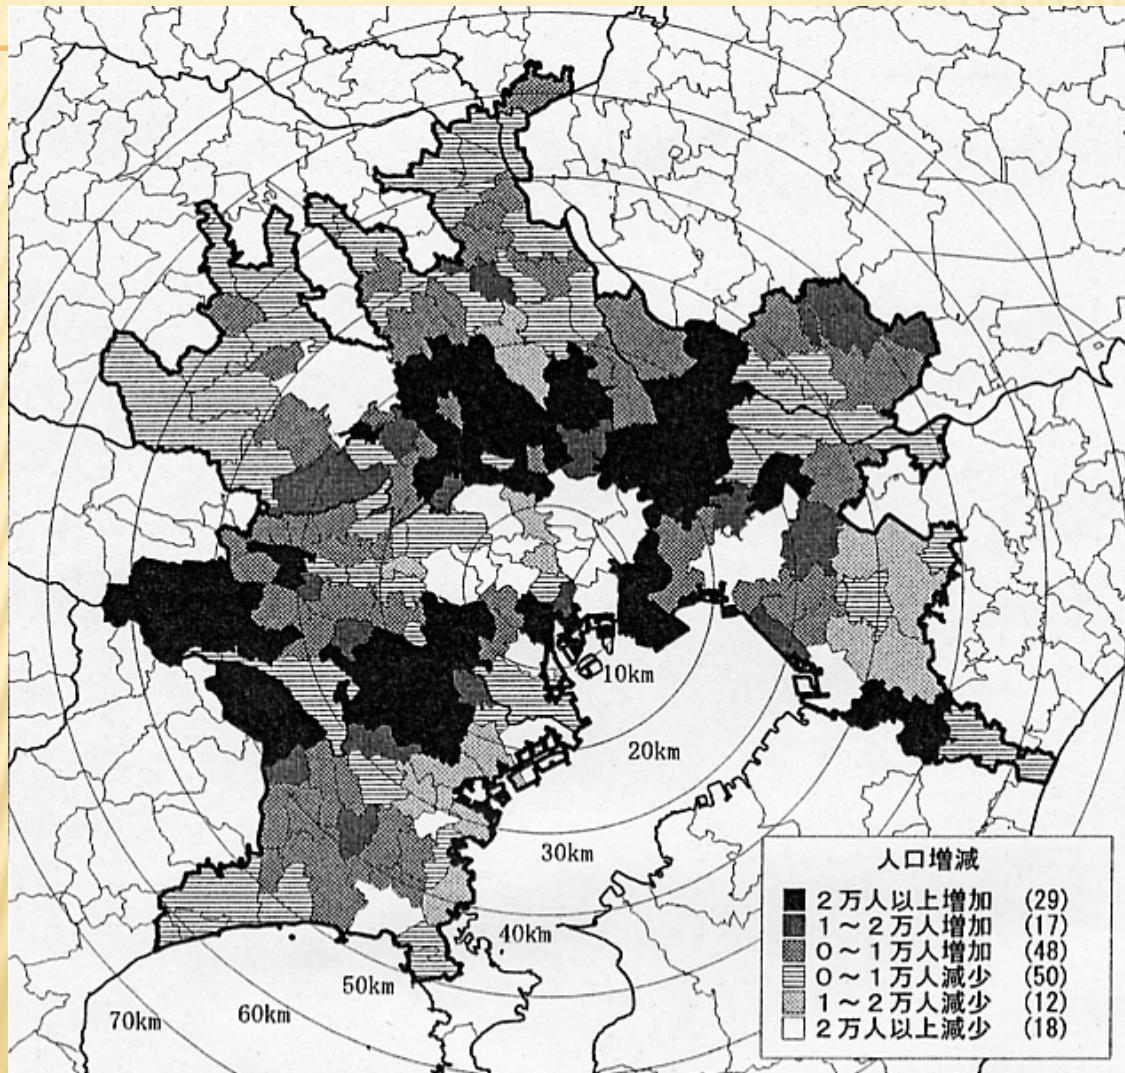 10km
20km
30km
40km
50km
60km
70km
人口増減
2万人以上増加 (29)
1～2万人増加 (17)
0～1万人増加 (48)
0～1万人減少 (50)
1～2万人減少 (12)
2万人以上減少 (18)